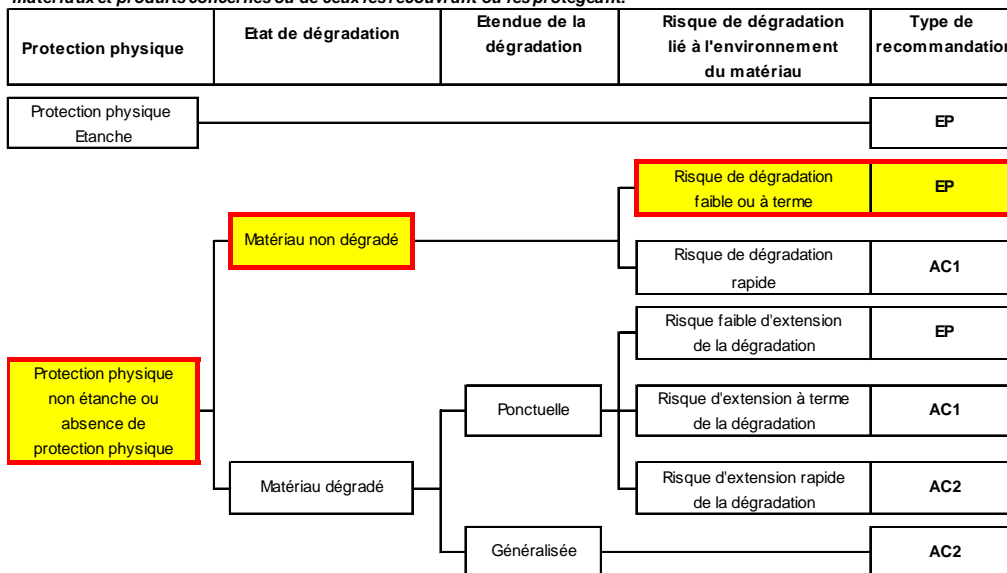 matériaux et produits concernés ou de ceux les recouvrant ou les protégeant.
Protection physique
Etat de dégradation
Etendue de la
dégradation
Risque de dégradation
lié à l'environnement
du matériau
Type de
recommandation
Protection physique
Etanche
EP
Risque de dégradation
faible ou à terme
EP
Matériau non dégradé
Risque de dégradation
rapide
AC1
Risque faible d'extension
de la dégradation
EP
Protection physique
non étanche ou
absence de
protection physique
Ponctuelle
Risque d'extension à terme
de la dégradation
AC1
Matériau dégradé
Risque d'extension rapide
de la dégradation
AC2
Généralisée
AC2